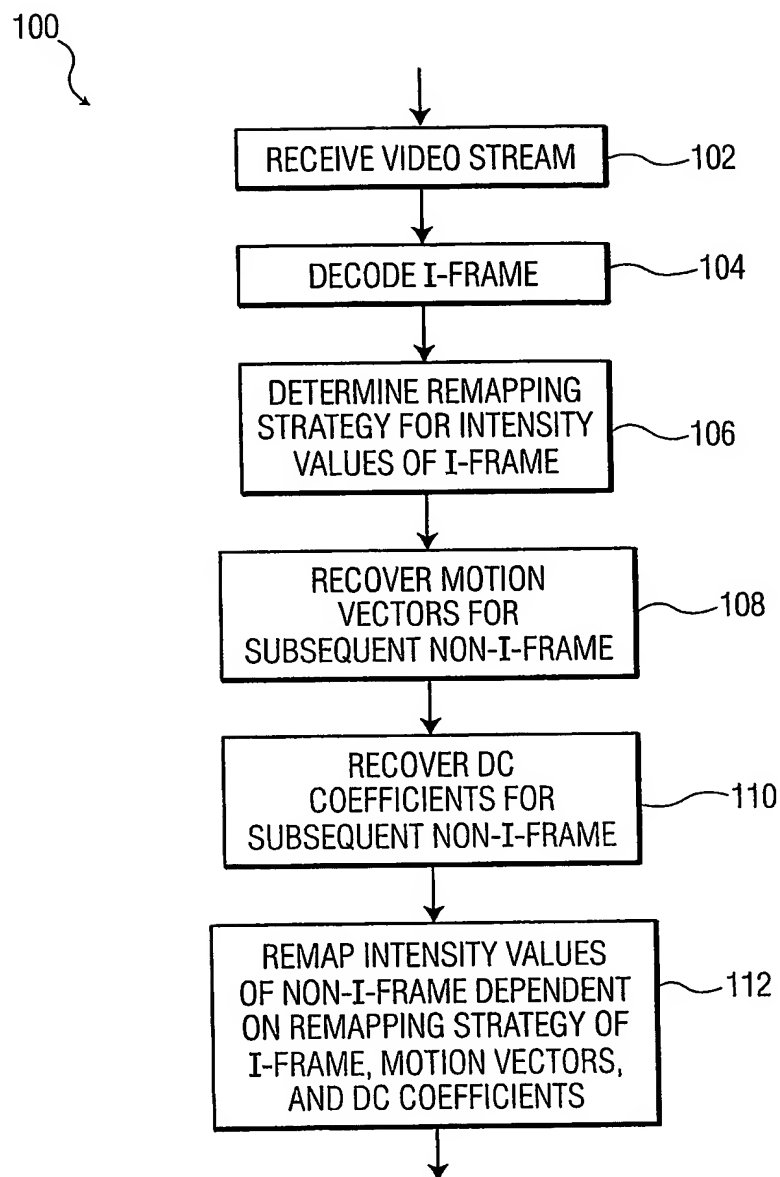 100
RECEIVE VIDEO STREAM
102
DECODE I-FRAME
104
DETERMINE REMAPPING
STRATEGY FOR INTENSITY
VALUES OF I-FRAME
106
RECOVER MOTION
VECTORS FOR
SUBSEQUENT NON-I-FRAME
108
RECOVER DC
COEFFICIENTS FOR
SUBSEQUENT NON-I-FRAME
110
REMAP INTENSITY VALUES
OF NON-I-FRAME DEPENDENT
ON REMAPPING STRATEGY OF
I-FRAME, MOTION VECTORS,
AND DC COEFFICIENTS
112